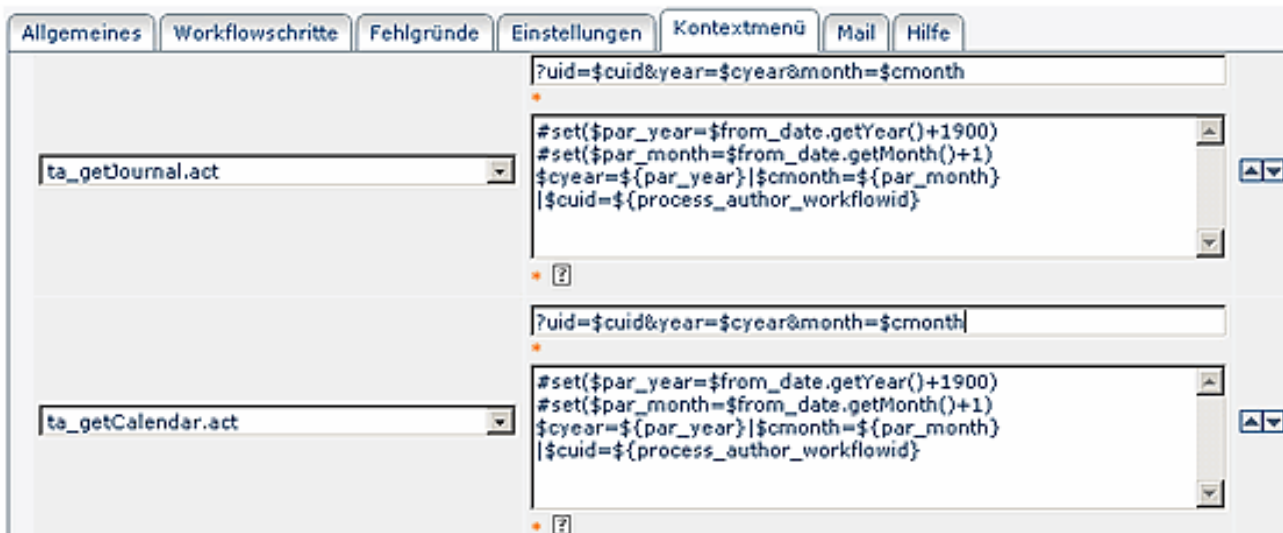 Allgemeines Workflowschritte Fehlgründe Einstellungen Kontextmenü Mail Hilfe
?uid=$cuid&year=$cyear&month=$cmonth
*
ta_getJournal.act
#set($par_year=$from_date.getYear()+1900)
#set($par_month=$from_date.getMonth()+1)
$cyear=${par_year}|$cmonth=${par_month}
|$cuid=${process_author_workflowid}
* ?
?uid=$cuid&year=$cyear&month=$cmonth
*
ta_getCalendar.act
#set($par_year=$from_date.getYear()+1900)
#set($par_month=$from_date.getMonth()+1)
$cyear=${par_year}|$cmonth=${par_month}
|$cuid=${process_author_workflowid}
* ?